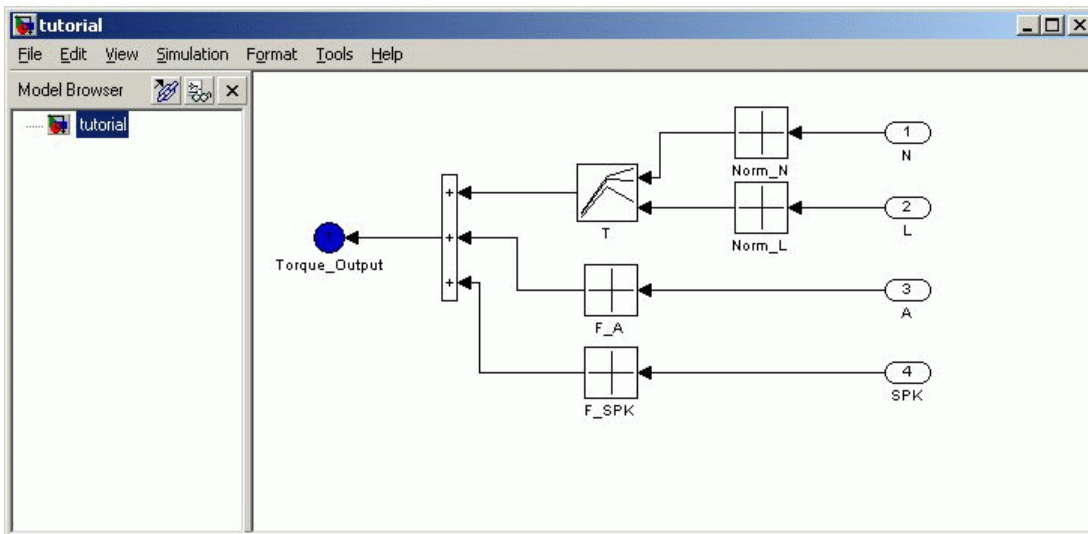 tutorial
File Edit View Simulation Format Tools Help
Model Browser
tutorial
1
N
Norm_N
2
L
Norm_L
T
+
+
+
Torque_Output
3
A
F_A
4
SPK
F_SPK